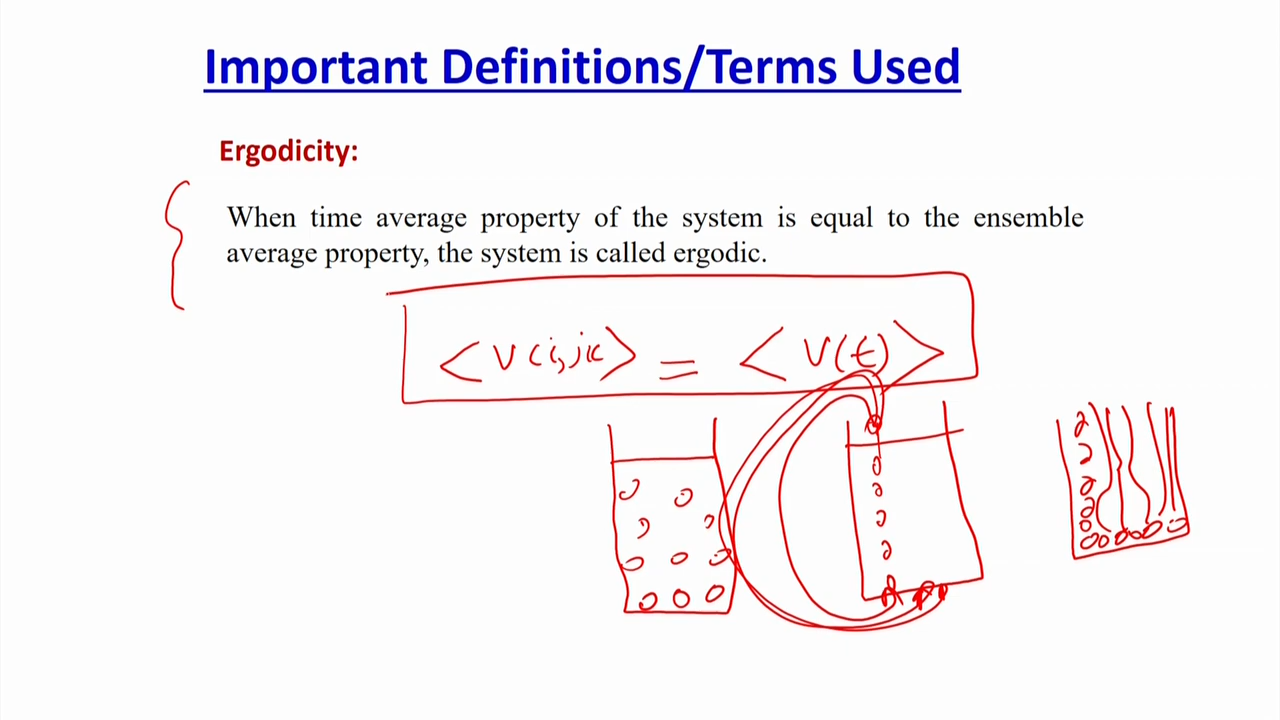 Important Definitions/Terms Used
Ergodicity:
When time average property of the system is equal to the ensemble
average property, the system is called ergodic.
<V(i,jk)> = <V(t)>